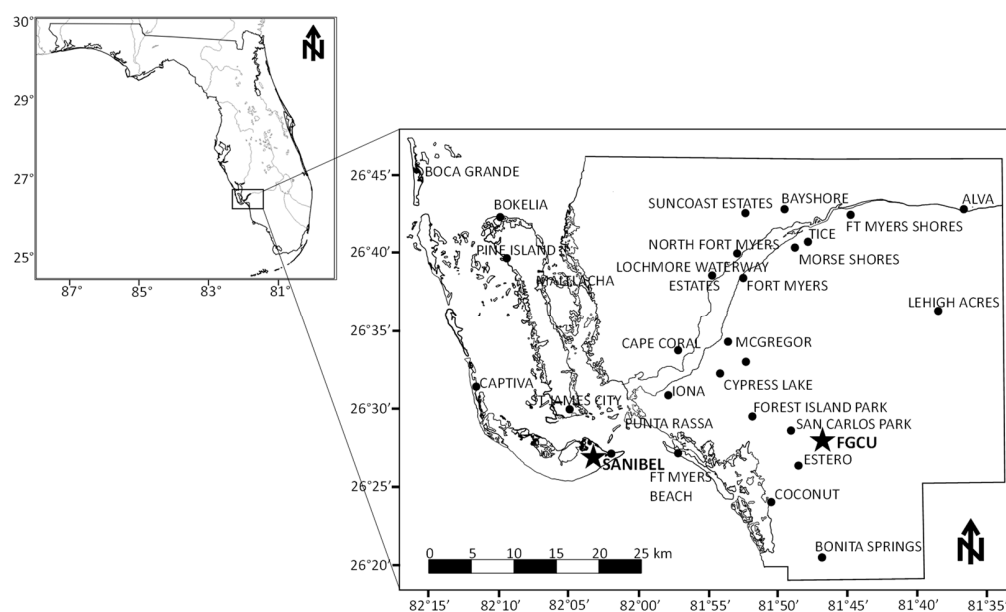 30°
N
29°
27°
25°
87°
85°
83°
81°
26°45′
BOCA GRANDE
BOKELIA
SUNCOAST ESTATES
BAYSHORE
ALVA
FT MYERS SHORES
TICE
26°40′
PINE ISLAND
NORTH FORT MYERS
MORSE SHORES
LOCHMORE WATERWAY
ESTATES
MATLLACHA
FORT MYERS
LEHIGH ACRES
26°35′
CAPE CORAL
MCGREGOR
CAPTIVA
CYPRESS LAKE
IONA
26°30′
ST JAMES CITY
FOREST ISLAND PARK
PUNTA RASSA
SAN CARLOS PARK
FGCU
SANIBEL
ESTERO
FT MYERS
BEACH
26°25′
COCONUT
BONITA SPRINGS
N
0 5 10 15 20 25 km
26°20′
82°15′ 82°10′ 82°05′ 82°00′ 81°55′ 81°50′ 81°45′ 81°40′ 81°35′